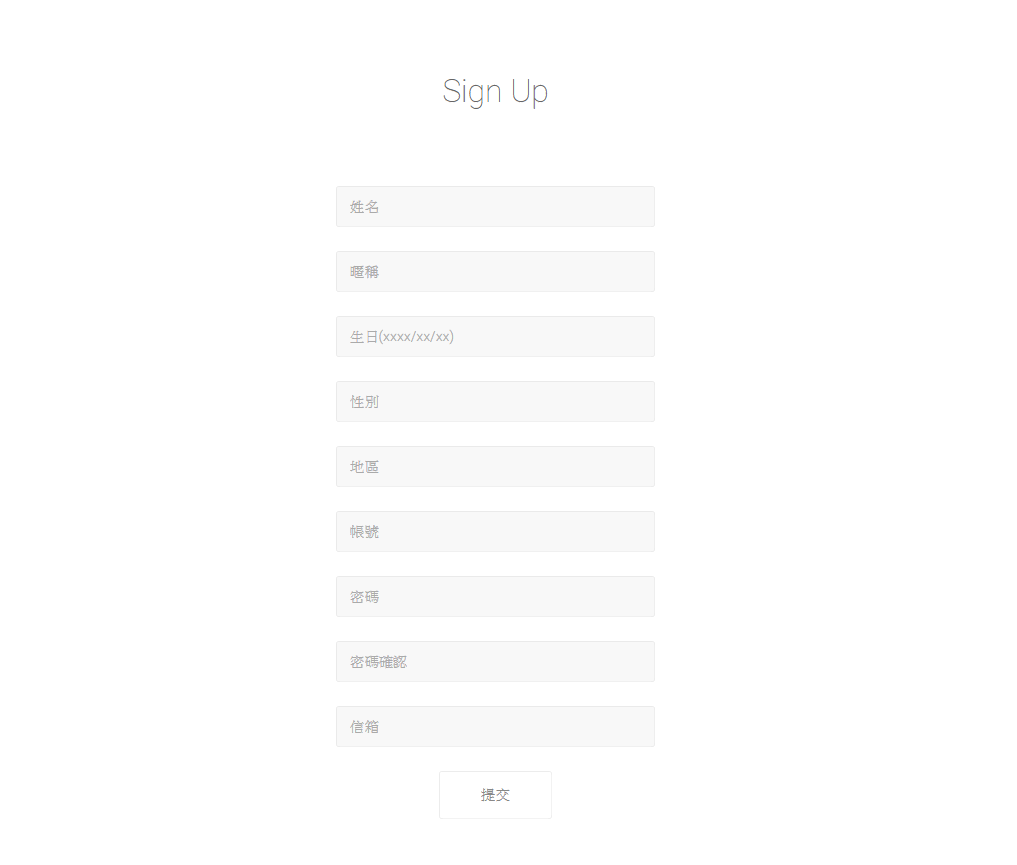 Sign Up
姓名
暱稱
生日(xxxx/xx/xx)
性別
地區
帳號
密碼
密碼確認
信箱
提交